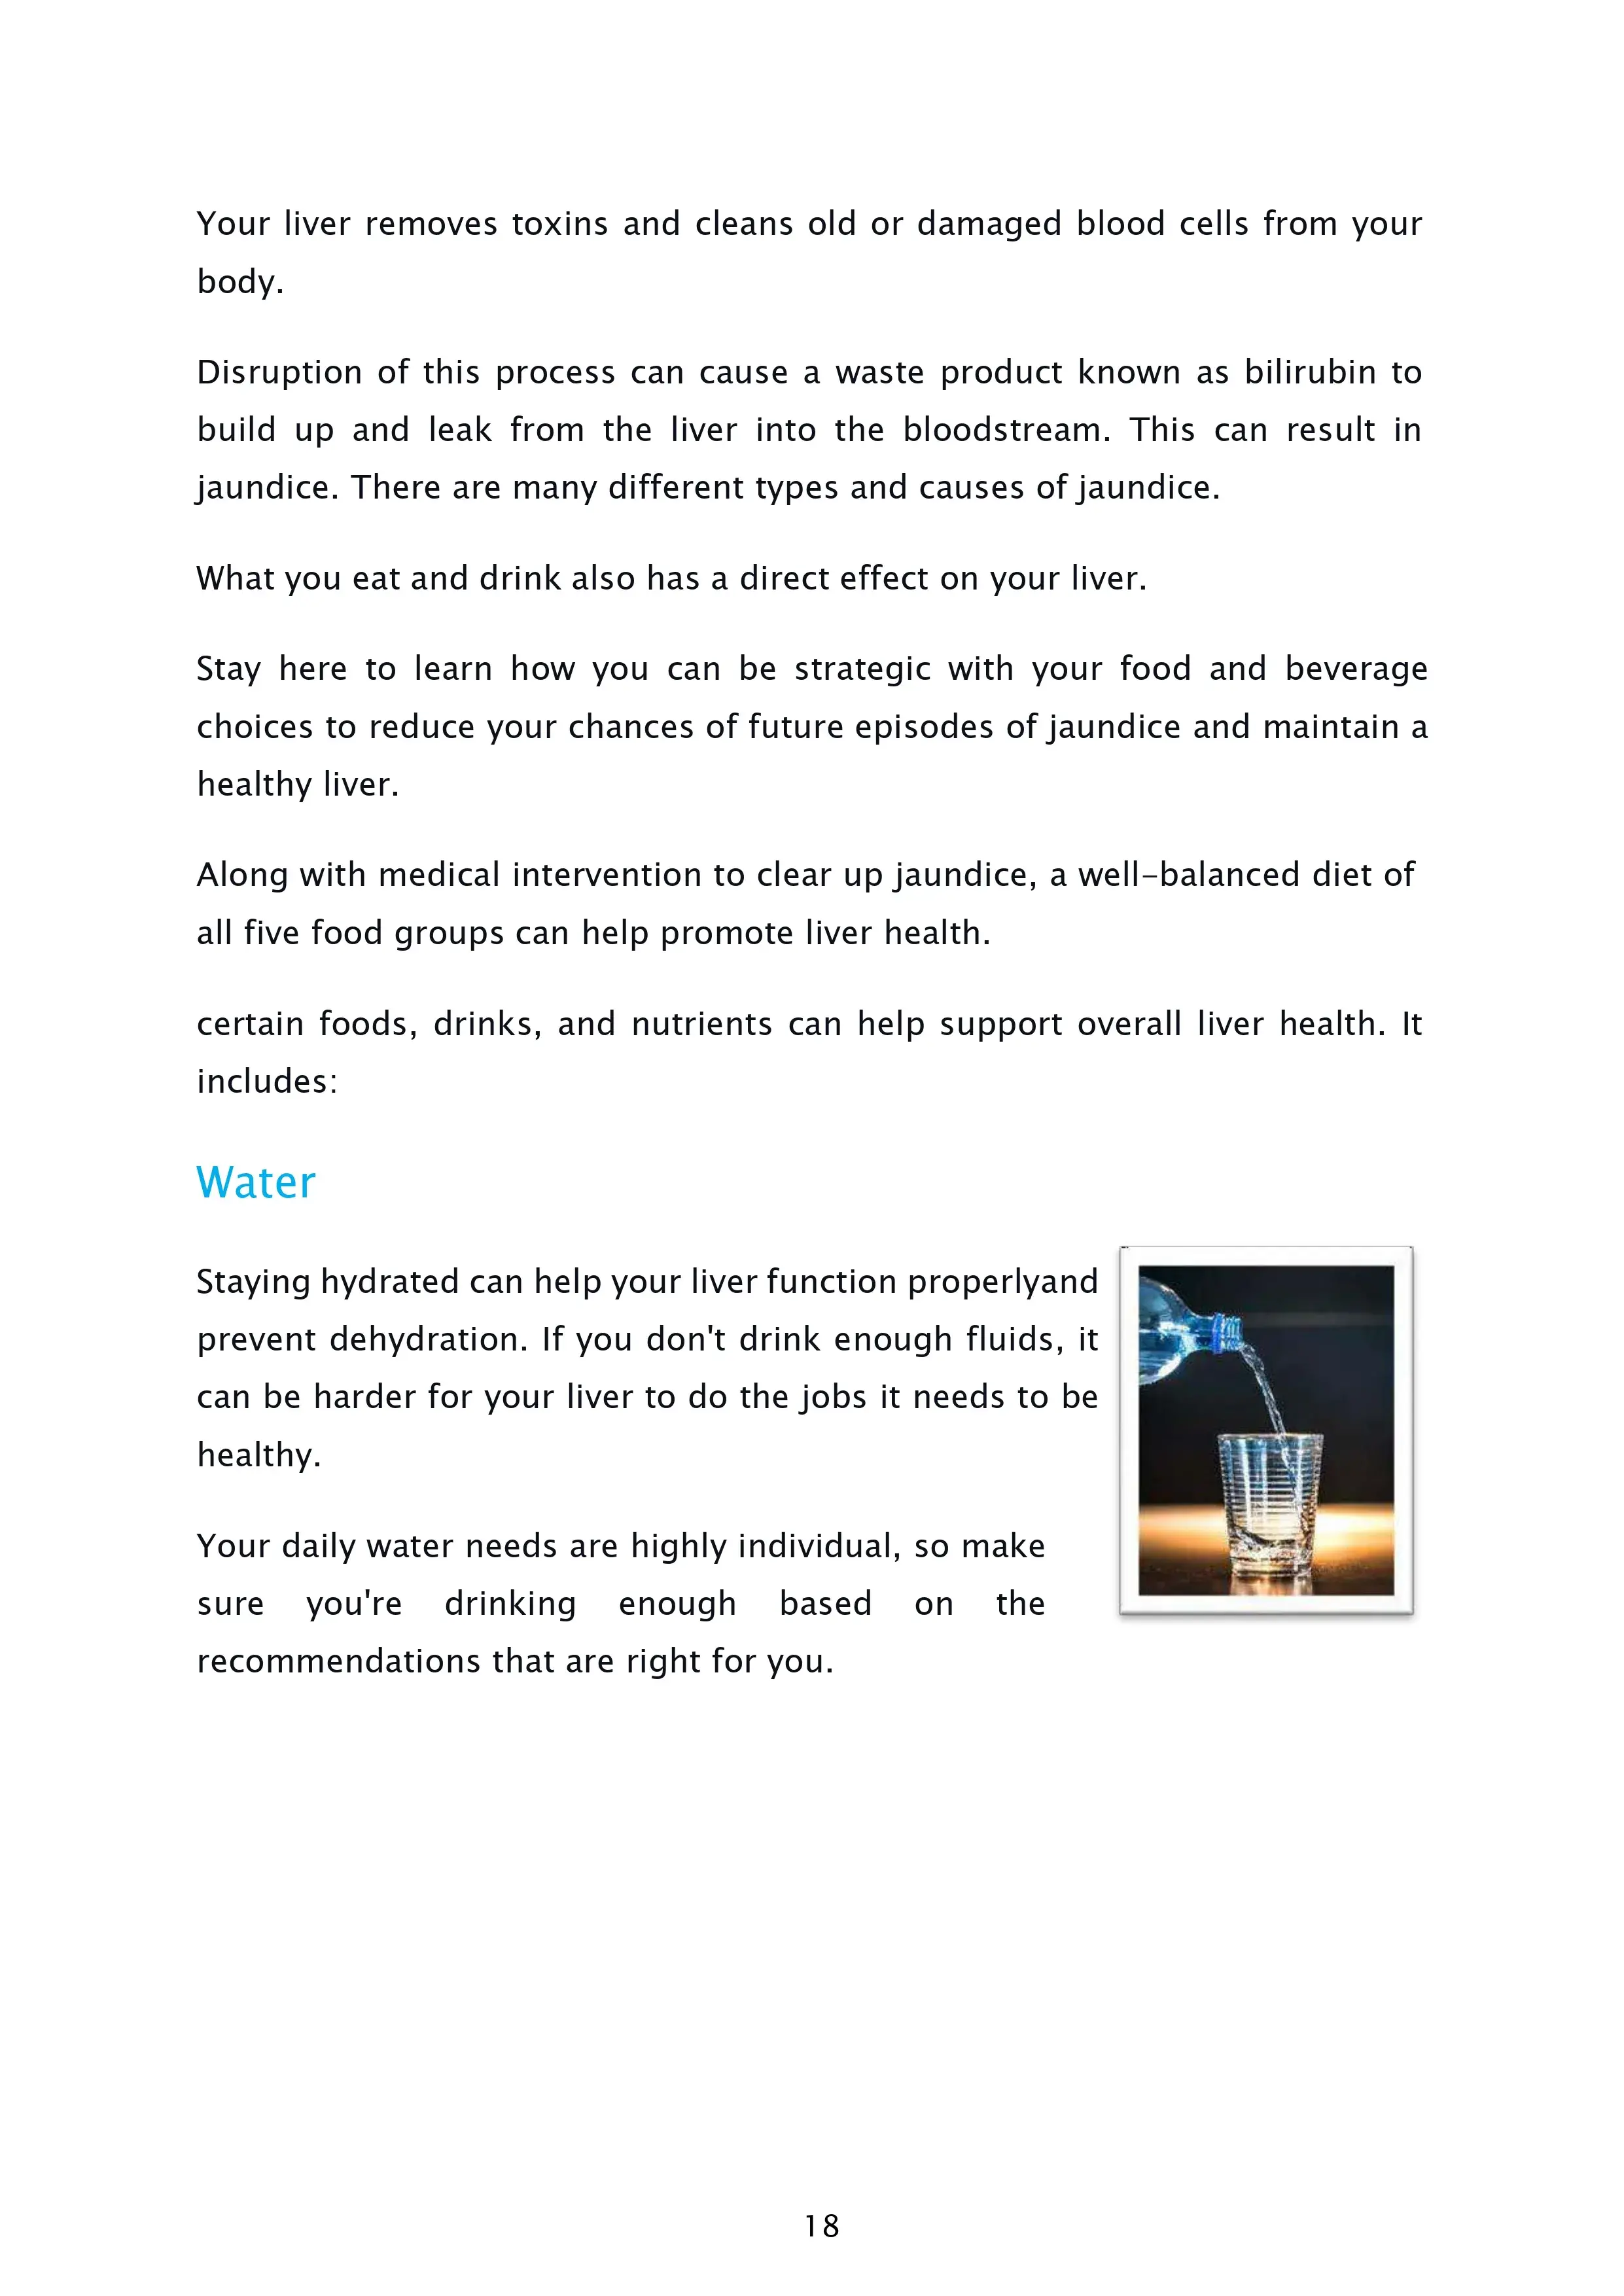 Your liver removes toxins and cleans old or damaged blood cells from your
body.
Disruption of this process can cause a waste product known as bilirubin to
build up and leak from the liver into the bloodstream. This can result in
jaundice. There are many different types and causes of jaundice.
What you eat and drink also has a direct effect on your liver.
Stay here to learn how you can be strategic with your food and beverage
choices to reduce your chances of future episodes of jaundice and maintain a
healthy liver.
Along with medical intervention to clear up jaundice, a well-balanced diet of
all five food groups can help promote liver health.
certain foods, drinks, and nutrients can help support overall liver health. It
includes:
Water
Staying hydrated can help your liver function properlyand
prevent dehydration. If you don't drink enough fluids, it
can be harder for your liver to do the jobs it needs to be
healthy.
Your daily water needs are highly individual, so make
sure you're drinking enough based on the
recommendations that are right for you.
18